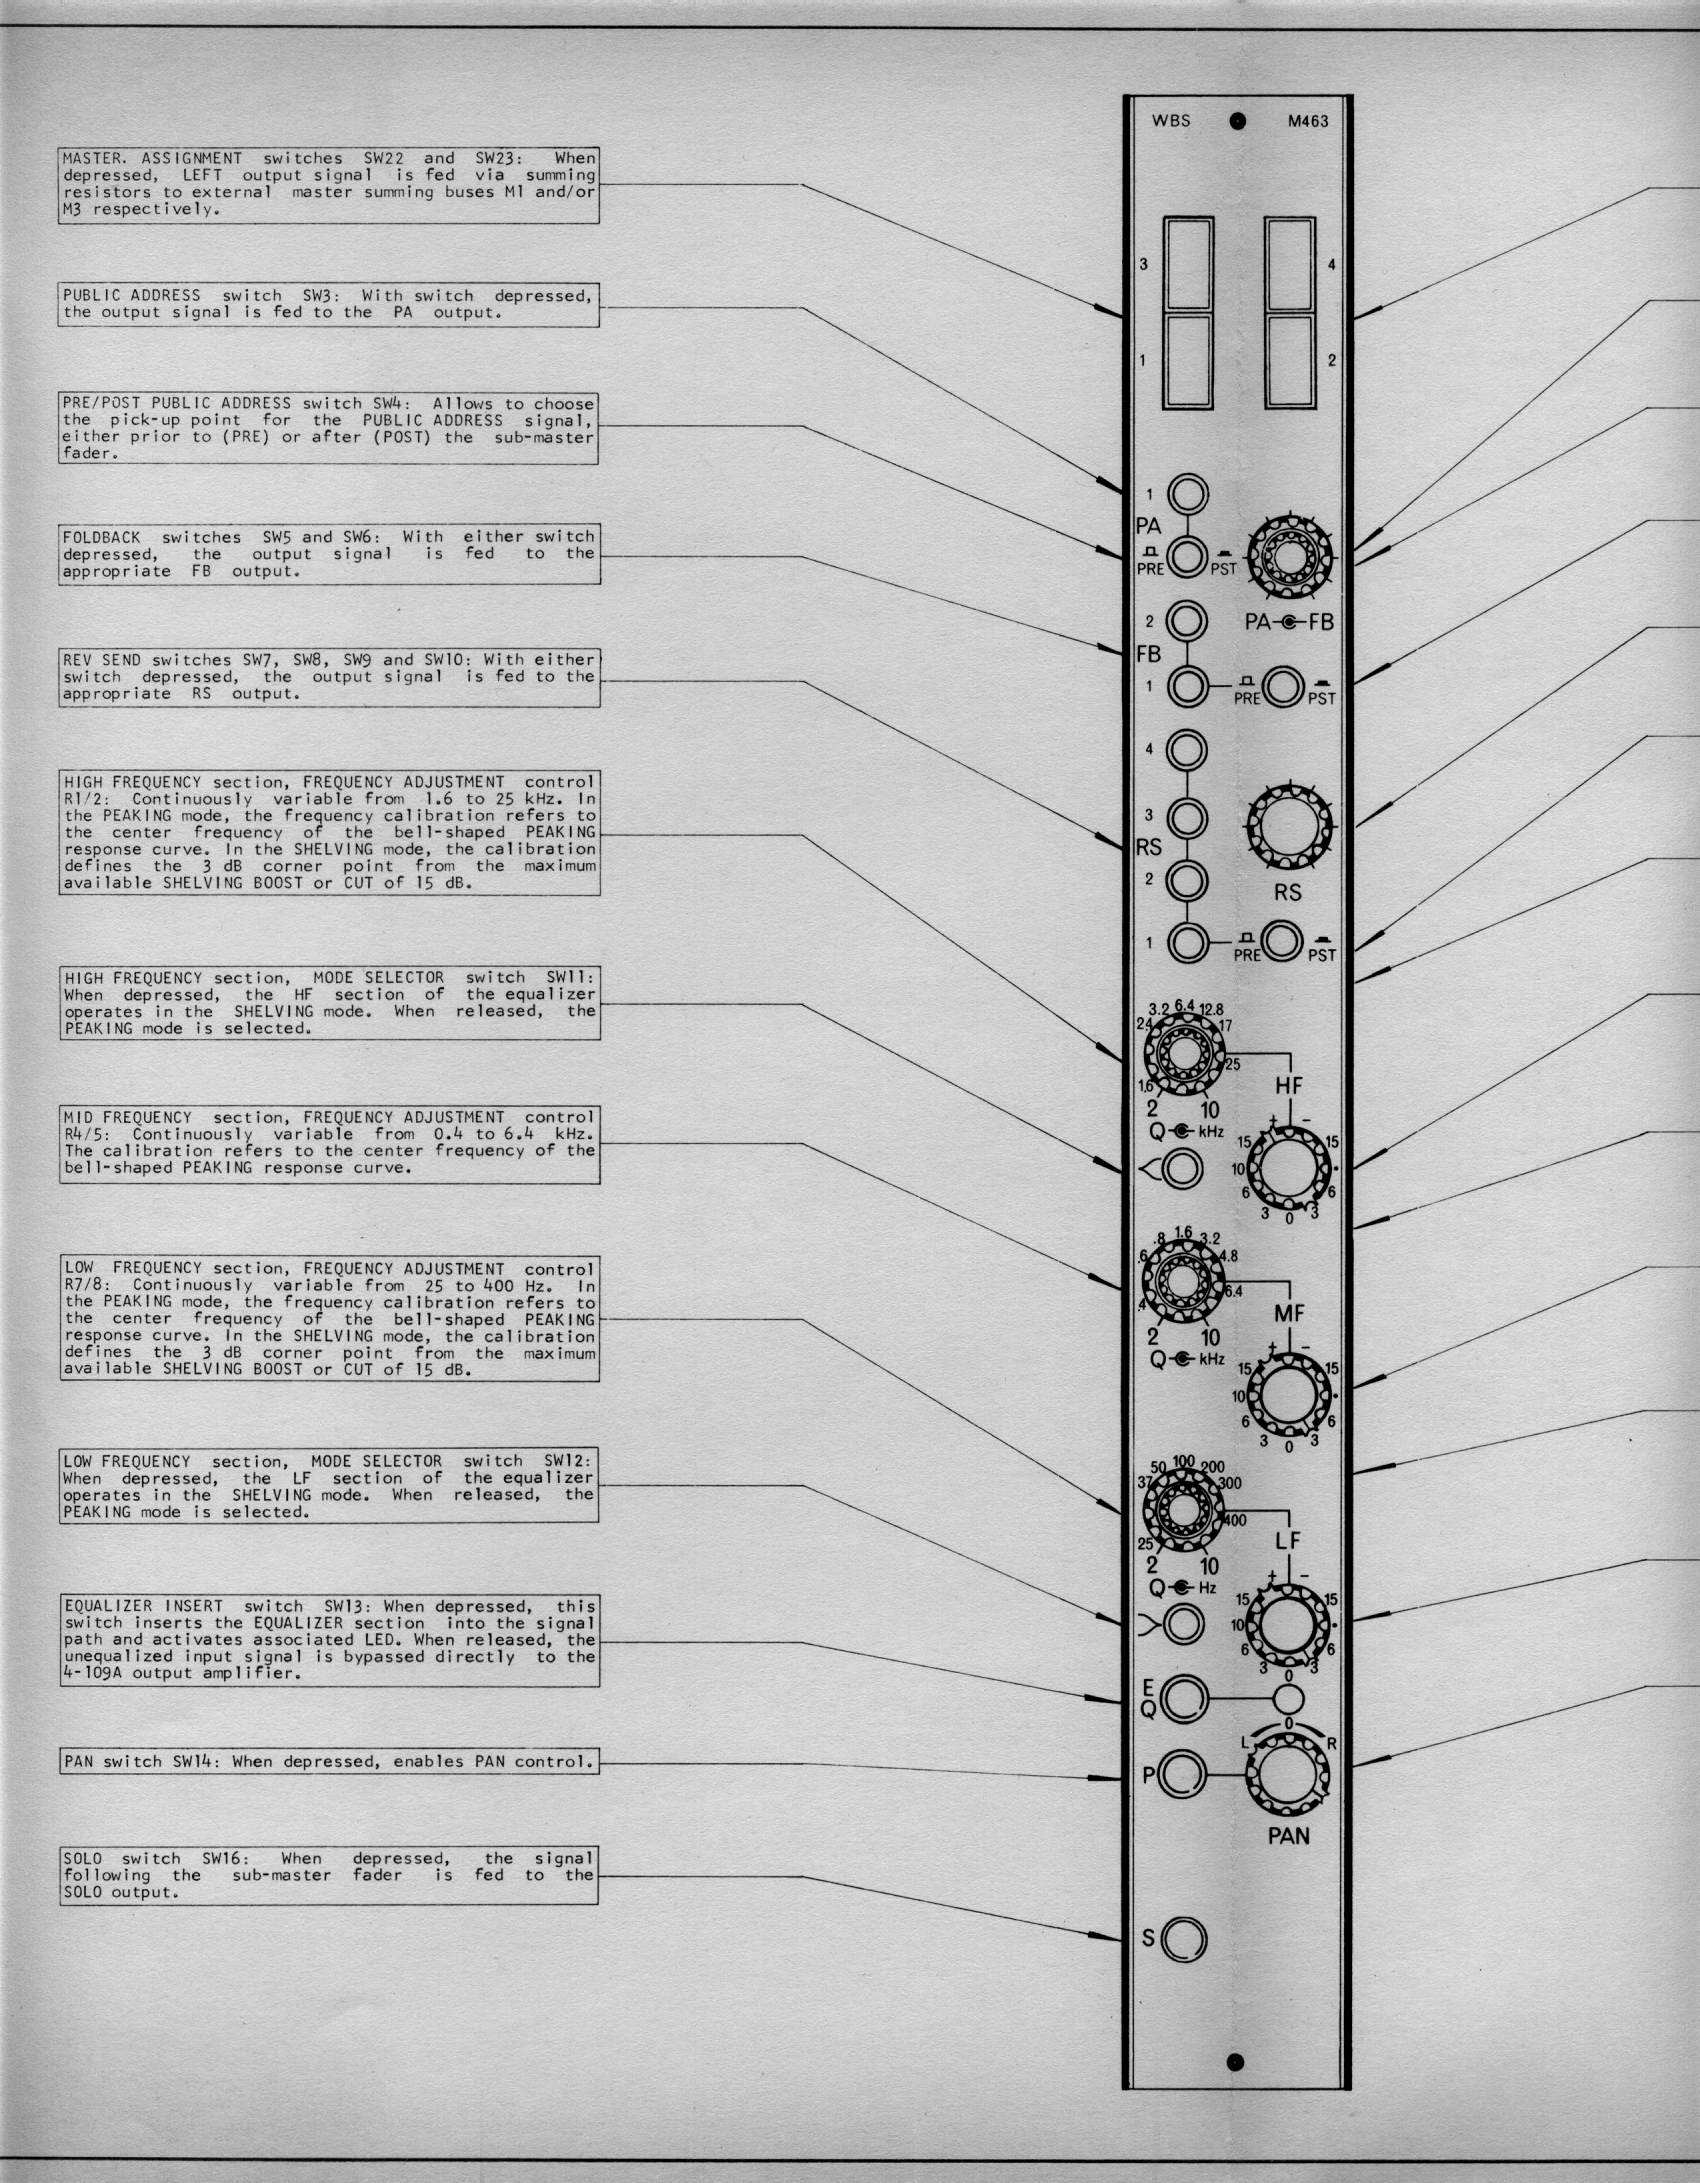 MASTER. ASSIGNMENT switches SW22 and SW23: When
depressed, LEFT output signal is fed via summing
resistors to external master summing buses M1 and/or
M3 respectively.
PUBLIC ADDRESS switch SW3: With switch depressed,
the output signal is fed to the PA output.
PRE/POST PUBLIC ADDRESS switch SW4: Allows to choose
the pick-up point for the PUBLIC ADDRESS signal,
either prior to (PRE) or after (POST) the sub-master
fader.
FOLDBACK switches SW5 and SW6: With either switch
depressed, the output signal is fed to the
appropriate FB output.
REV SEND switches SW7, SW8, SW9 and SW10: With either
switch depressed, the output signal is fed to the
appropriate RS output.
HIGH FREQUENCY section, FREQUENCY ADJUSTMENT control
R1/2: Continuously variable from 1.6 to 25 kHz. In
the PEAKING mode, the frequency calibration refers to
the center frequency of the bell-shaped PEAKING
response curve. In the SHELVING mode, the calibration
defines the 3 dB corner point from the maximum
available SHELVING BOOST or CUT of 15 dB.
HIGH FREQUENCY section, MODE SELECTOR switch SW11:
When depressed, the HF section of the equalizer
operates in the SHELVING mode. When released, the
PEAKING mode is selected.
MID FREQUENCY section, FREQUENCY ADJUSTMENT control
R4/5: Continuously variable from 0.4 to 6.4 kHz.
The calibration refers to the center frequency of the
bell-shaped PEAKING response curve.
LOW FREQUENCY section, FREQUENCY ADJUSTMENT control
R7/8: Continuously variable from 25 to 400 Hz. In
the PEAKING mode, the frequency calibration refers to
the center frequency of the bell-shaped PEAKING
response curve. In the SHELVING mode, the calibration
defines the 3 dB corner point from the maximum
available SHELVING BOOST or CUT of 15 dB.
LOW FREQUENCY section, MODE SELECTOR switch SW12:
When depressed, the LF section of the equalizer
operates in the SHELVING mode. When released, the
PEAKING mode is selected.
EQUALIZER INSERT switch SW13: When depressed, this
switch inserts the EQUALIZER section into the signal
path and activates associated LED. When released, the
unequalized input signal is bypassed directly to the
4-109A output amplifier.
PAN switch SW14: When depressed, enables PAN control.
SOLO switch SW16: When depressed, the signal
following the sub-master fader is fed to the
SOLO output.
WBS M463
3 4
1 2
1
PA
PRE PST
2 PA FB
FB
1 PRE PST
4
3
RS
2 RS
1 PRE PST
2.4 3.2 6.4 12.8 17
25
1.6 HF
2 10
Q kHz + -
15 15
10
6 6
3 0 3
.6 .8 1.6 3.2 4.8
6.4
.4 MF
2 10
Q kHz + -
15 15
10
6 6
3 0 3
37 50 100 200 300
400
25 LF
2 10
Q Hz + -
15 15
10
6 6
3 0 3
E
Q
0
L R
P
PAN
S